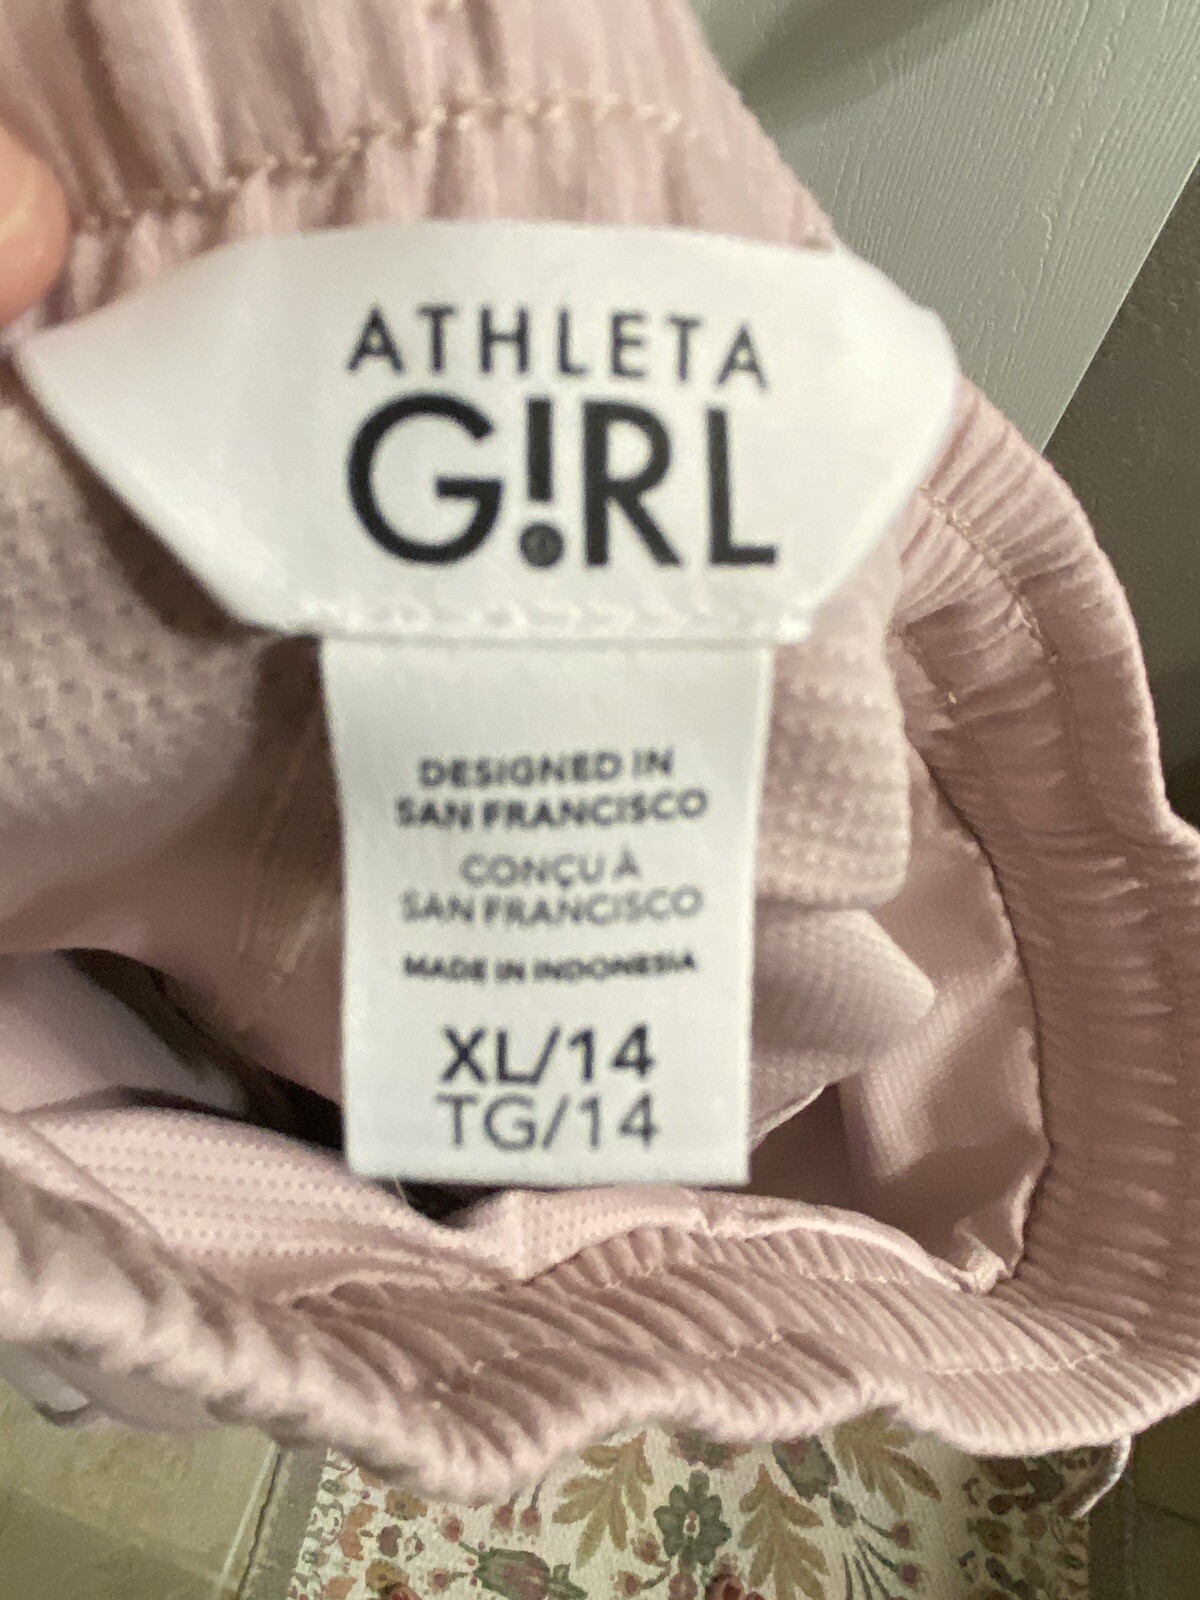 ATHLETA
G!RL
DESIGNED IN
SAN FRANCISCO
CONÇU À
SAN FRANCISCO
MADE IN INDONESIA
XL/14
TG/14